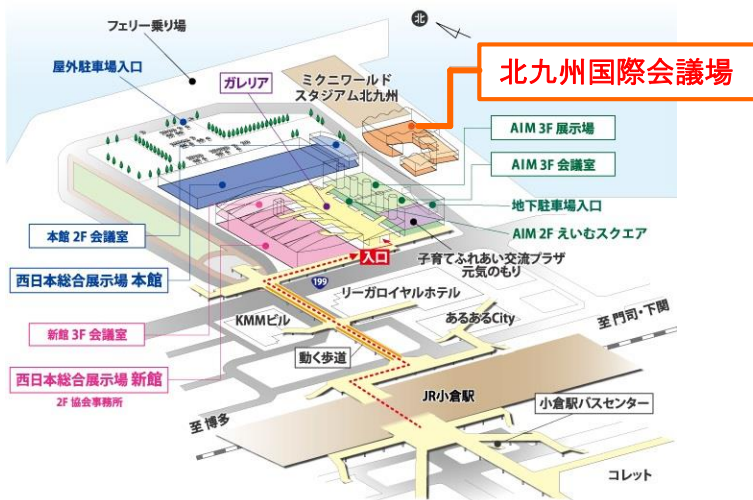 フェリー乗り場
北
屋外駐車場入口
ガレリア
ミクニワールド
スタジアム北九州
北九州国際会議場
AIM 3F 展示場
AIM 3F 会議室
地下駐車場入口
AIM 2F えいむスクエア
本館 2F 会議室
入口
子育てふれあい交流プラザ
元気のもり
西日本総合展示場 本館
199
リーガロイヤルホテル
KMMビル
あるあるCity
至 門司・下関
新館 3F 会議室
動く歩道
西日本総合展示場 新館
2F 協会事務所
JR小倉駅
小倉駅バスセンター
至 博多
コレット